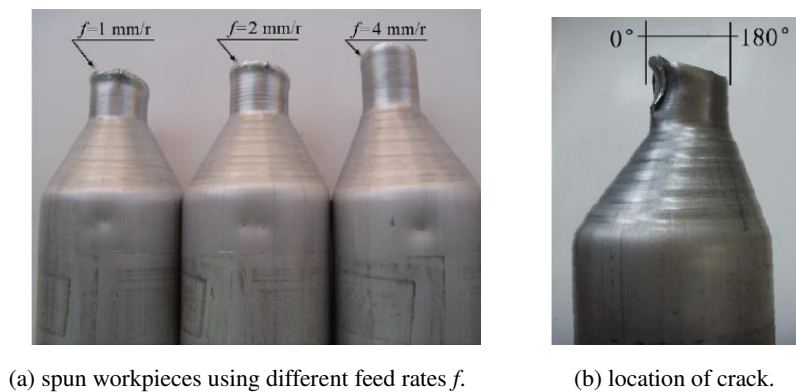 f=1 mm/r
f=2 mm/r
f=4 mm/r
0°
180°
(a) spun workpieces using different feed rates f.
(b) location of crack.